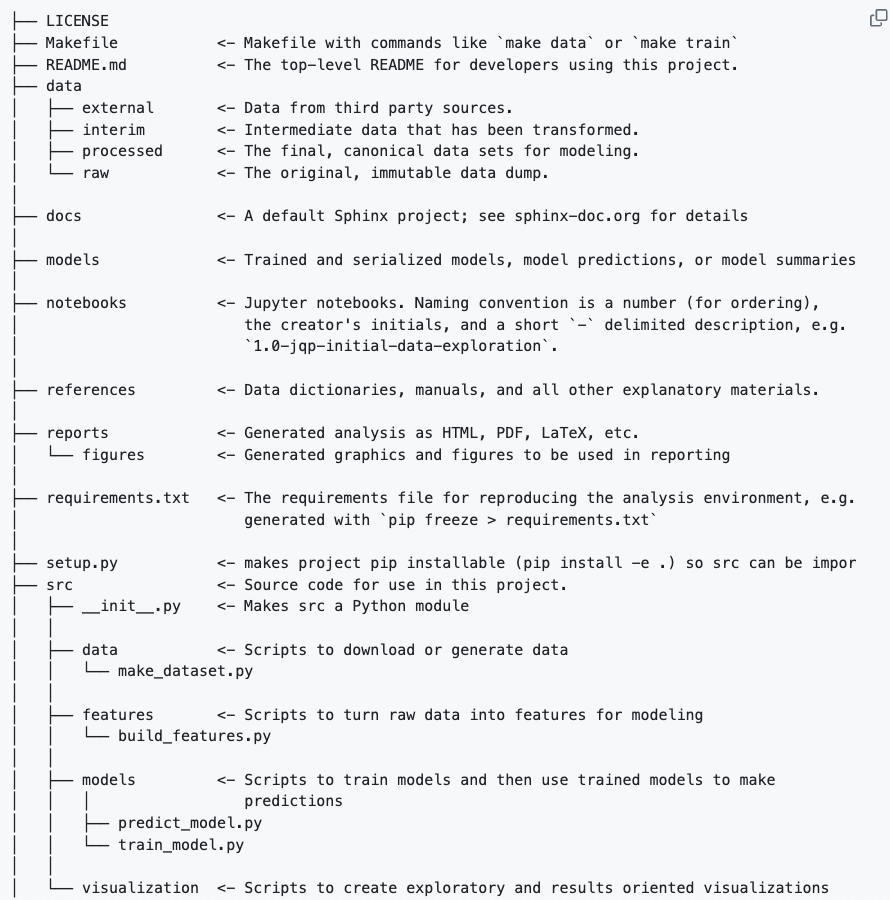 ├── LICENSE
├── Makefile           <- Makefile with commands like `make data` or `make train`
├── README.md          <- The top-level README for developers using this project.
├── data
│   ├── external       <- Data from third party sources.
│   ├── interim        <- Intermediate data that has been transformed.
│   ├── processed      <- The final, canonical data sets for modeling.
│   └── raw            <- The original, immutable data dump.
│
├── docs               <- A default Sphinx project; see sphinx-doc.org for details
│
├── models             <- Trained and serialized models, model predictions, or model summaries
│
├── notebooks          <- Jupyter notebooks. Naming convention is a number (for ordering),
│                         the creator's initials, and a short `-` delimited description, e.g.
│                         `1.0-jqp-initial-data-exploration`.
│
├── references         <- Data dictionaries, manuals, and all other explanatory materials.
│
├── reports            <- Generated analysis as HTML, PDF, LaTeX, etc.
│   └── figures        <- Generated graphics and figures to be used in reporting
│
├── requirements.txt   <- The requirements file for reproducing the analysis environment, e.g.
│                         generated with `pip freeze > requirements.txt`
│
├── setup.py           <- makes project pip installable (pip install -e .) so src can be impor
├── src                <- Source code for use in this project.
│   ├── __init__.py    <- Makes src a Python module
│   │
│   ├── data           <- Scripts to download or generate data
│   │   └── make_dataset.py
│   │
│   ├── features       <- Scripts to turn raw data into features for modeling
│   │   └── build_features.py
│   │
│   ├── models         <- Scripts to train models and then use trained models to make
│   │   │                 predictions
│   │   ├── predict_model.py
│   │   └── train_model.py
│   │
│   └── visualization  <- Scripts to create exploratory and results oriented visualizations